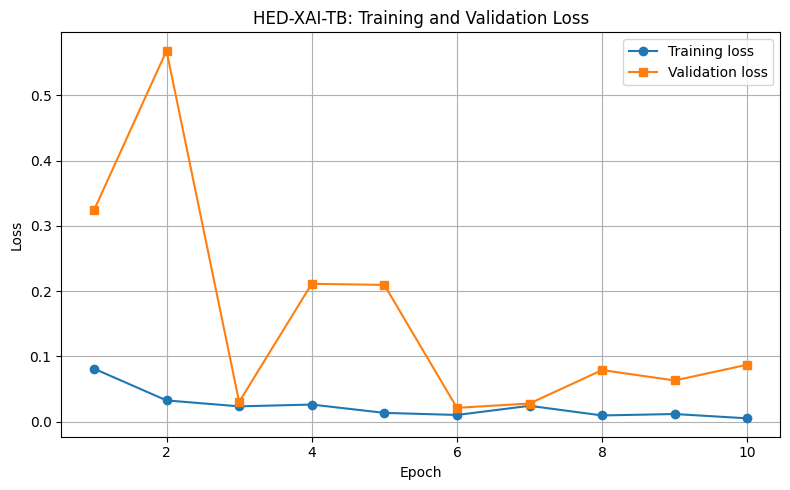 HED-XAI-TB: Training and Validation Loss
Training loss
Validation loss
0.5
0.4
0.3
0.2
0.1
0.0
Loss
2 4 6 8 10
Epoch